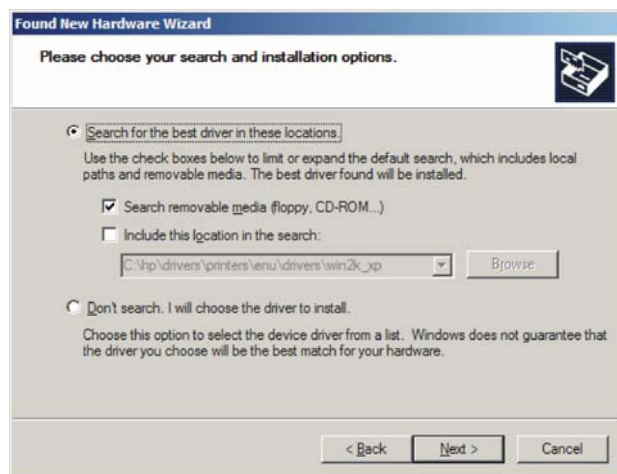 Found New Hardware Wizard
Please choose your search and installation options.
Search for the best driver in these locations.
Use the check boxes below to limit or expand the default search, which includes local
paths and removable media. The best driver found will be installed.
Search removable media (floppy, CD-ROM...)
Include this location in the search:
C:\hp\drivers\printers\enu\drivers\win2k_xp
Browse
Don't search. I will choose the driver to install.
Choose this option to select the device driver from a list. Windows does not guarantee that
the driver you choose will be the best match for your hardware.
< Back Next > Cancel